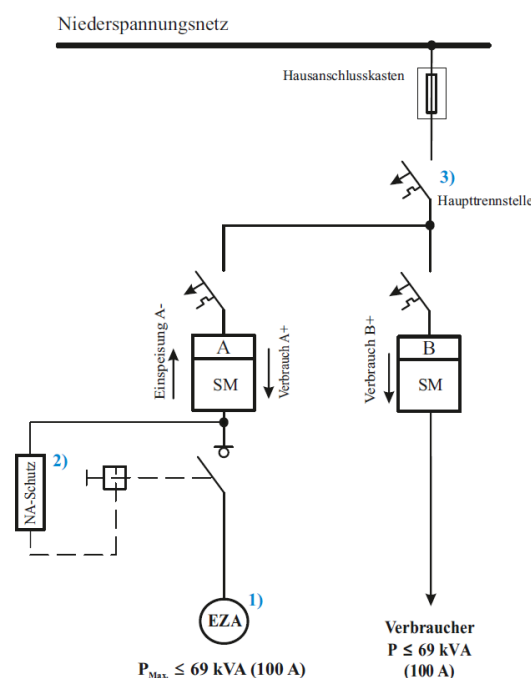 Niederspannungsnetz
Hausanschlusskasten
3)
Haupttrennstelle
Einspeisung A-
A
SM
Verbrauch A+
Verbrauch B+
B
SM
NA-Schutz
2)
1)
EZA
P Max. ≤ 69 kVA (100 A)
Verbraucher
P ≤ 69 kVA
(100 A)